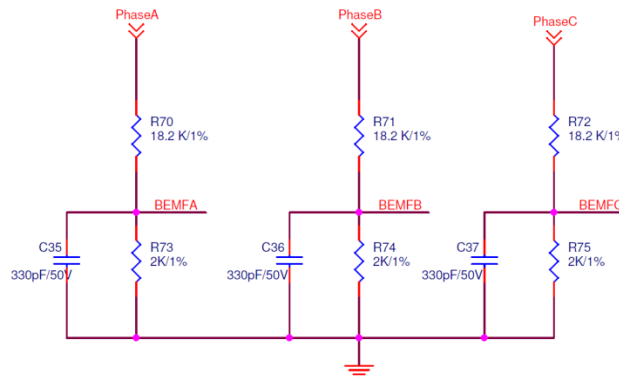 PhaseA
PhaseB
PhaseC
R70
18.2 K/1%
R71
18.2 K/1%
R72
18.2 K/1%
BEMFA
BEMFB
BEMFC
C35
330pF/50V
R73
2K/1%
C36
330pF/50V
R74
2K/1%
C37
330pF/50V
R75
2K/1%